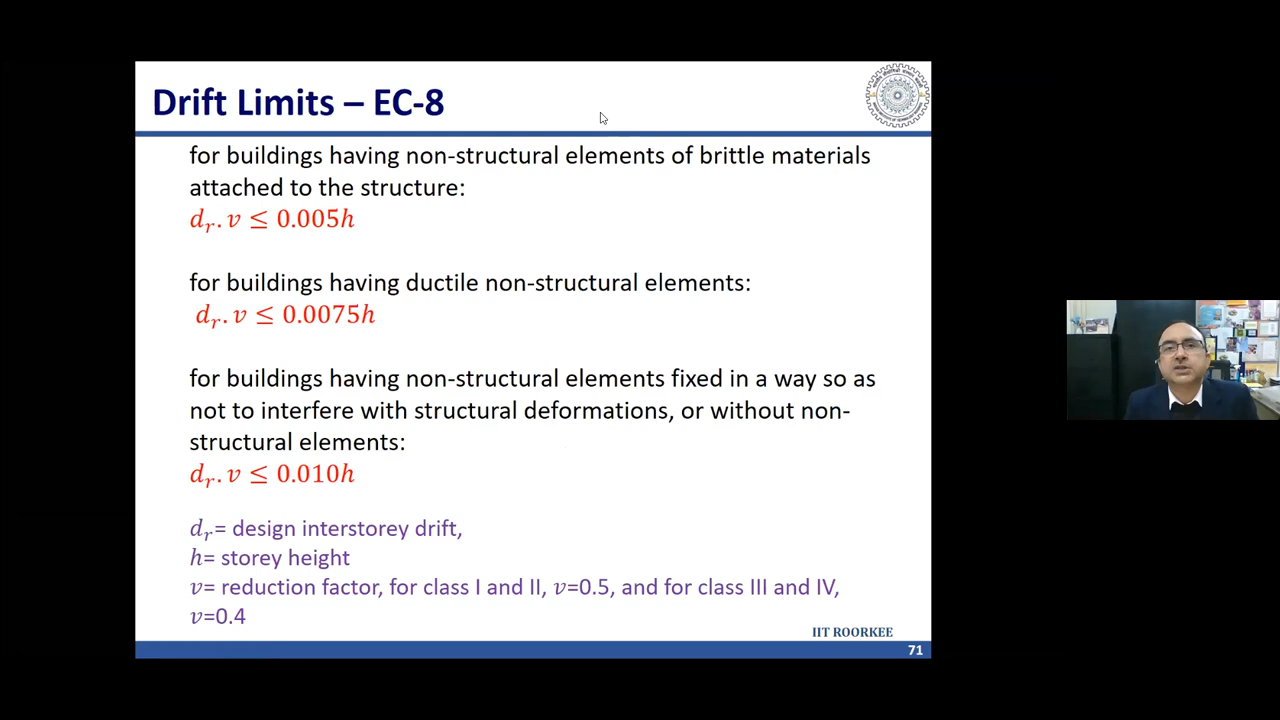 Drift Limits – EC-8
for buildings having non-structural elements of brittle materials
attached to the structure:
𝑑ᵣ. 𝑣 ≤ 0.005ℎ
for buildings having ductile non-structural elements:
𝑑ᵣ. 𝑣 ≤ 0.0075ℎ
for buildings having non-structural elements fixed in a way so as
not to interfere with structural deformations, or without non-
structural elements:
𝑑ᵣ. 𝑣 ≤ 0.010ℎ
𝑑ᵣ= design interstorey drift,
ℎ= storey height
𝑣= reduction factor, for class I and II, 𝑣=0.5, and for class III and IV,
𝑣=0.4
IIT ROORKEE
71